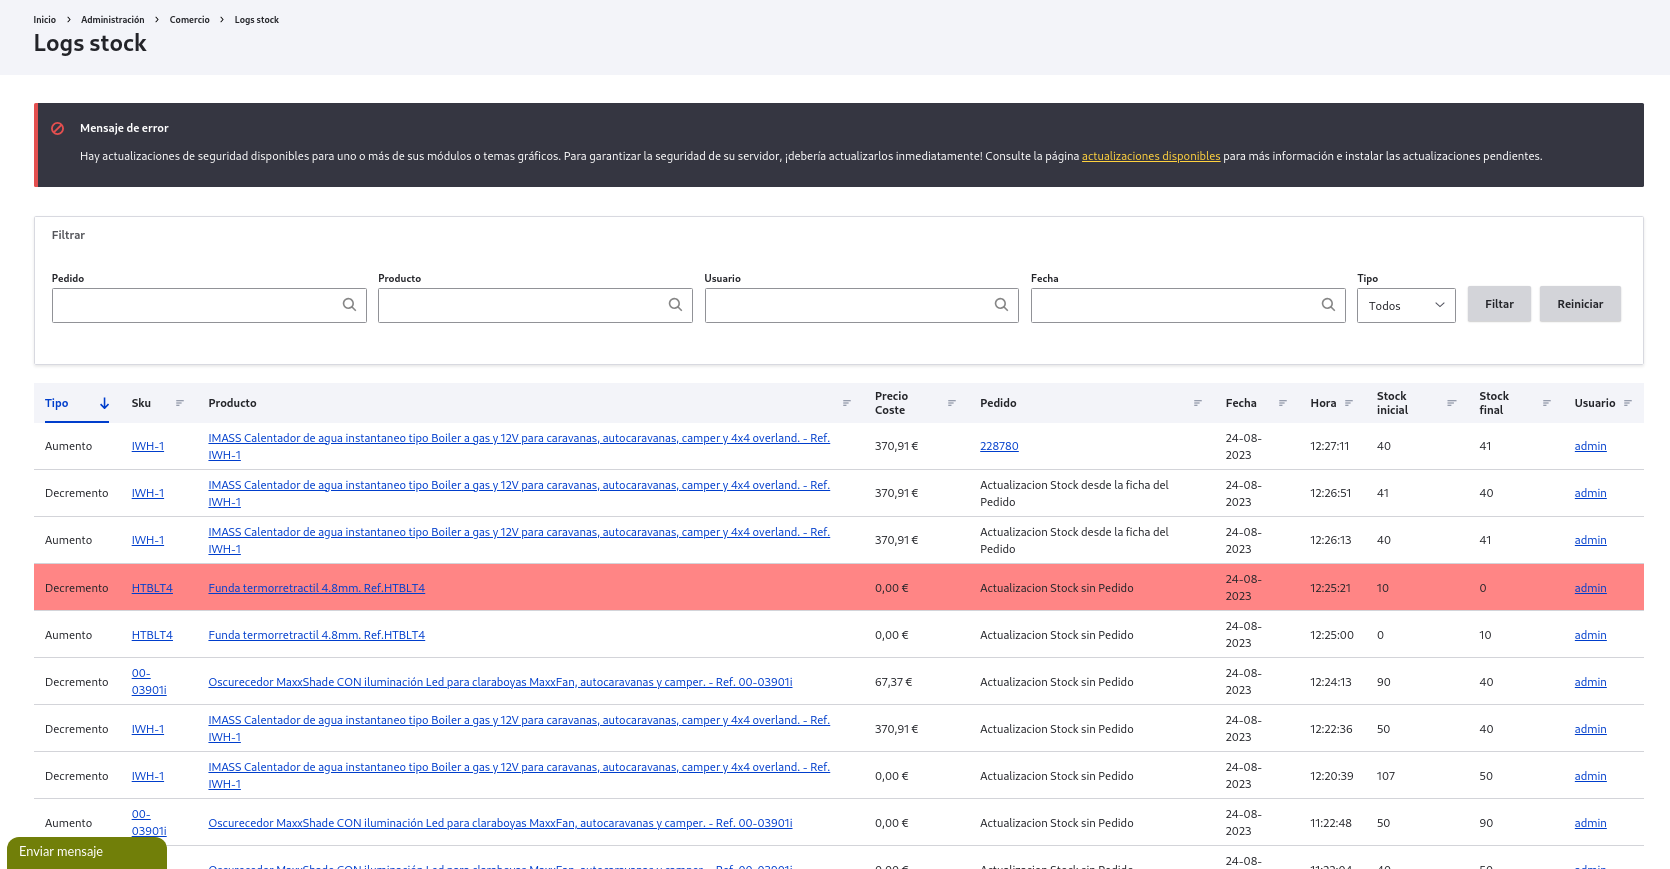 Inicio > Administración > Comercio > Logs stock
Logs stock
Mensaje de error
Hay actualizaciones de seguridad disponibles para uno o más de sus módulos o temas gráficos. Para garantizar la seguridad de su servidor, ¡debería actualizarlos inmediatamente! Consulte la página actualizaciones disponibles para más información e instalar las actualizaciones pendientes.
Filtrar
Pedido Producto Usuario Fecha Tipo
Todos Filtar Reiniciar
Tipo Sku Producto Precio Coste Pedido Fecha Hora Stock inicial Stock final Usuario
Aumento IWH-1 IMASS Calentador de agua instantaneo tipo Boiler a gas y 12V para caravanas, autocaravanas, camper y 4x4 overland. - Ref. IWH-1 370,91 € 228780 24-08-2023 12:27:11 40 41 admin
Decremento IWH-1 IMASS Calentador de agua instantaneo tipo Boiler a gas y 12V para caravanas, autocaravanas, camper y 4x4 overland. - Ref. IWH-1 370,91 € Actualizacion Stock desde la ficha del Pedido 24-08-2023 12:26:51 41 40 admin
Aumento IWH-1 IMASS Calentador de agua instantaneo tipo Boiler a gas y 12V para caravanas, autocaravanas, camper y 4x4 overland. - Ref. IWH-1 370,91 € Actualizacion Stock desde la ficha del Pedido 24-08-2023 12:26:13 40 41 admin
Decremento HTBLT4 Funda termorretractil 4.8mm. Ref.HTBLT4 0,00 € Actualizacion Stock sin Pedido 24-08-2023 12:25:21 10 0 admin
Aumento HTBLT4 Funda termorretractil 4.8mm. Ref.HTBLT4 0,00 € Actualizacion Stock sin Pedido 24-08-2023 12:25:00 0 10 admin
Decremento 00-03901i Oscurecedor MaxxShade CON iluminación Led para claraboyas MaxxFan, autocaravanas y camper. - Ref. 00-03901i 67,37 € Actualizacion Stock sin Pedido 24-08-2023 12:24:13 90 40 admin
Decremento IWH-1 IMASS Calentador de agua instantaneo tipo Boiler a gas y 12V para caravanas, autocaravanas, camper y 4x4 overland. - Ref. IWH-1 370,91 € Actualizacion Stock sin Pedido 24-08-2023 12:22:36 50 40 admin
Decremento IWH-1 IMASS Calentador de agua instantaneo tipo Boiler a gas y 12V para caravanas, autocaravanas, camper y 4x4 overland. - Ref. IWH-1 0,00 € Actualizacion Stock sin Pedido 24-08-2023 12:20:39 107 50 admin
Aumento 00-03901i Oscurecedor MaxxShade CON iluminación Led para claraboyas MaxxFan, autocaravanas y camper. - Ref. 00-03901i 0,00 € Actualizacion Stock sin Pedido 24-08-2023 11:22:48 50 90 admin
24-08-
Enviar mensaje